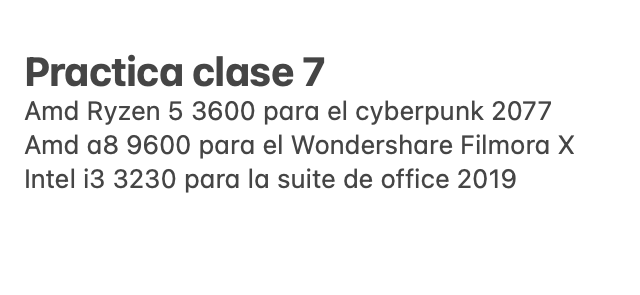 Practica clase 7
Amd Ryzen 5 3600 para el cyberpunk 2077
Amd a8 9600 para el Wondershare Filmora X
Intel i3 3230 para la suite de office 2019